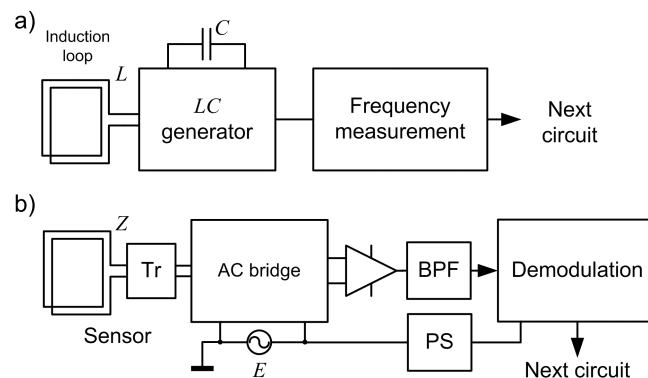 a)
Induction
loop
L
C
LC
generator
Frequency
measurement
Next
circuit
b)
Z
Tr
AC bridge
BPF
Demodulation
Sensor
E
PS
Next circuit